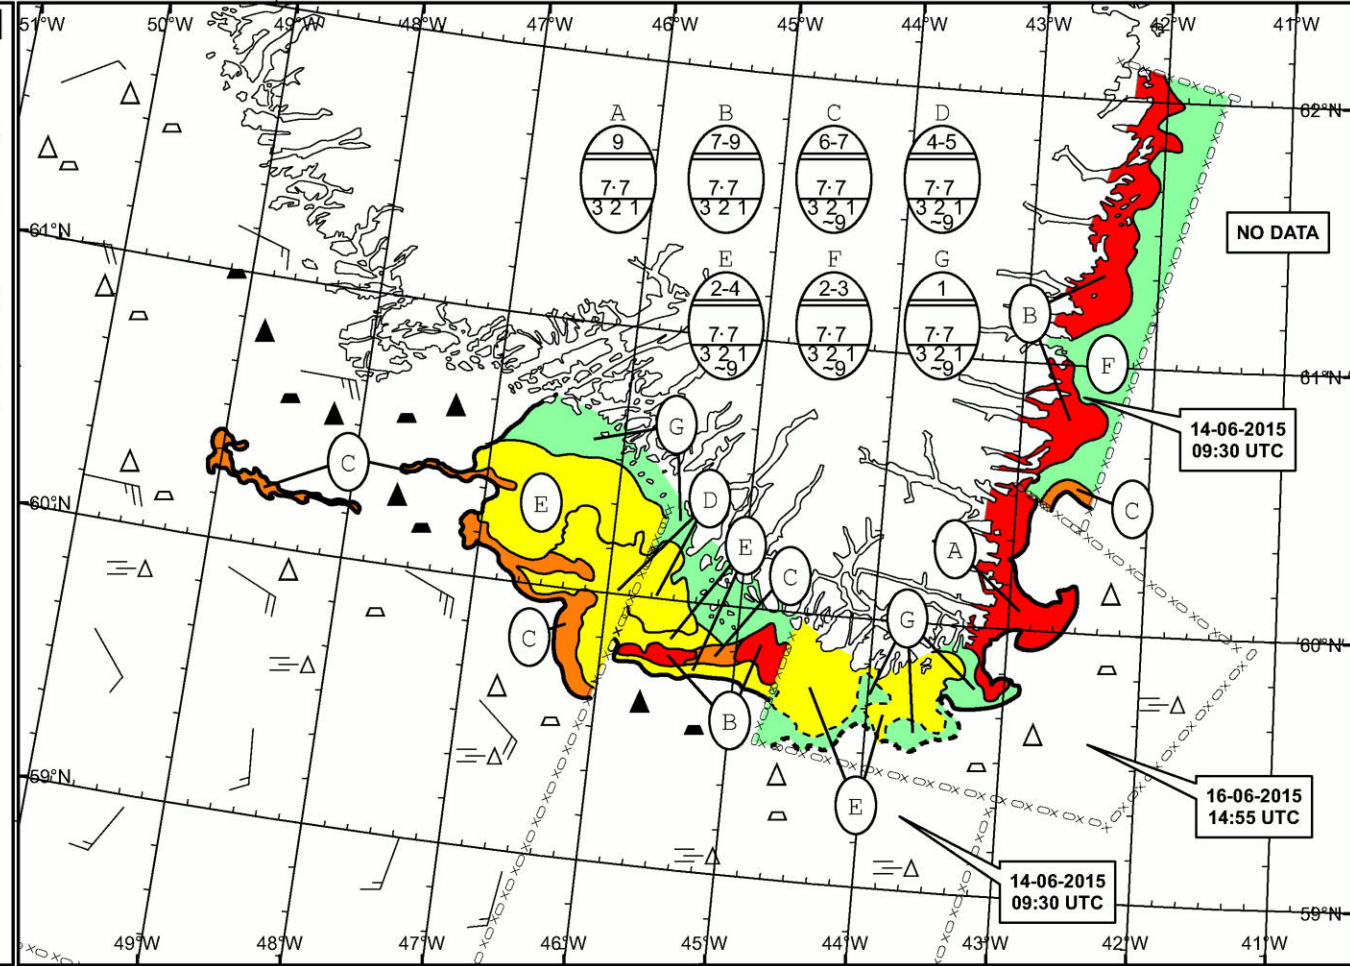 51°W 50°W 49°W 48°W 47°W 46°W 45°W 44°W 43°W 42°W 41°W
62°N
A B C D
9 7-9 6-7 4-5
7·7 7·7 7·7 7·7
3 2 1 3 2 1 3 2 1 3 2 1
~9 ~9
61°N
NO DATA
E F G
2-4 2-3 1
7·7 7·7 7·7
3 2 1 3 2 1 3 2 1
~9 ~9 ~9
B
F
61°N
14-06-2015
09:30 UTC
G
C
E
D
C
60°N
E
A
C
G
C
60°N
B
59°N
E
16-06-2015
14:55 UTC
14-06-2015
09:30 UTC
59°N
49°W 48°W 47°W 46°W 45°W 44°W 43°W 42°W 41°W